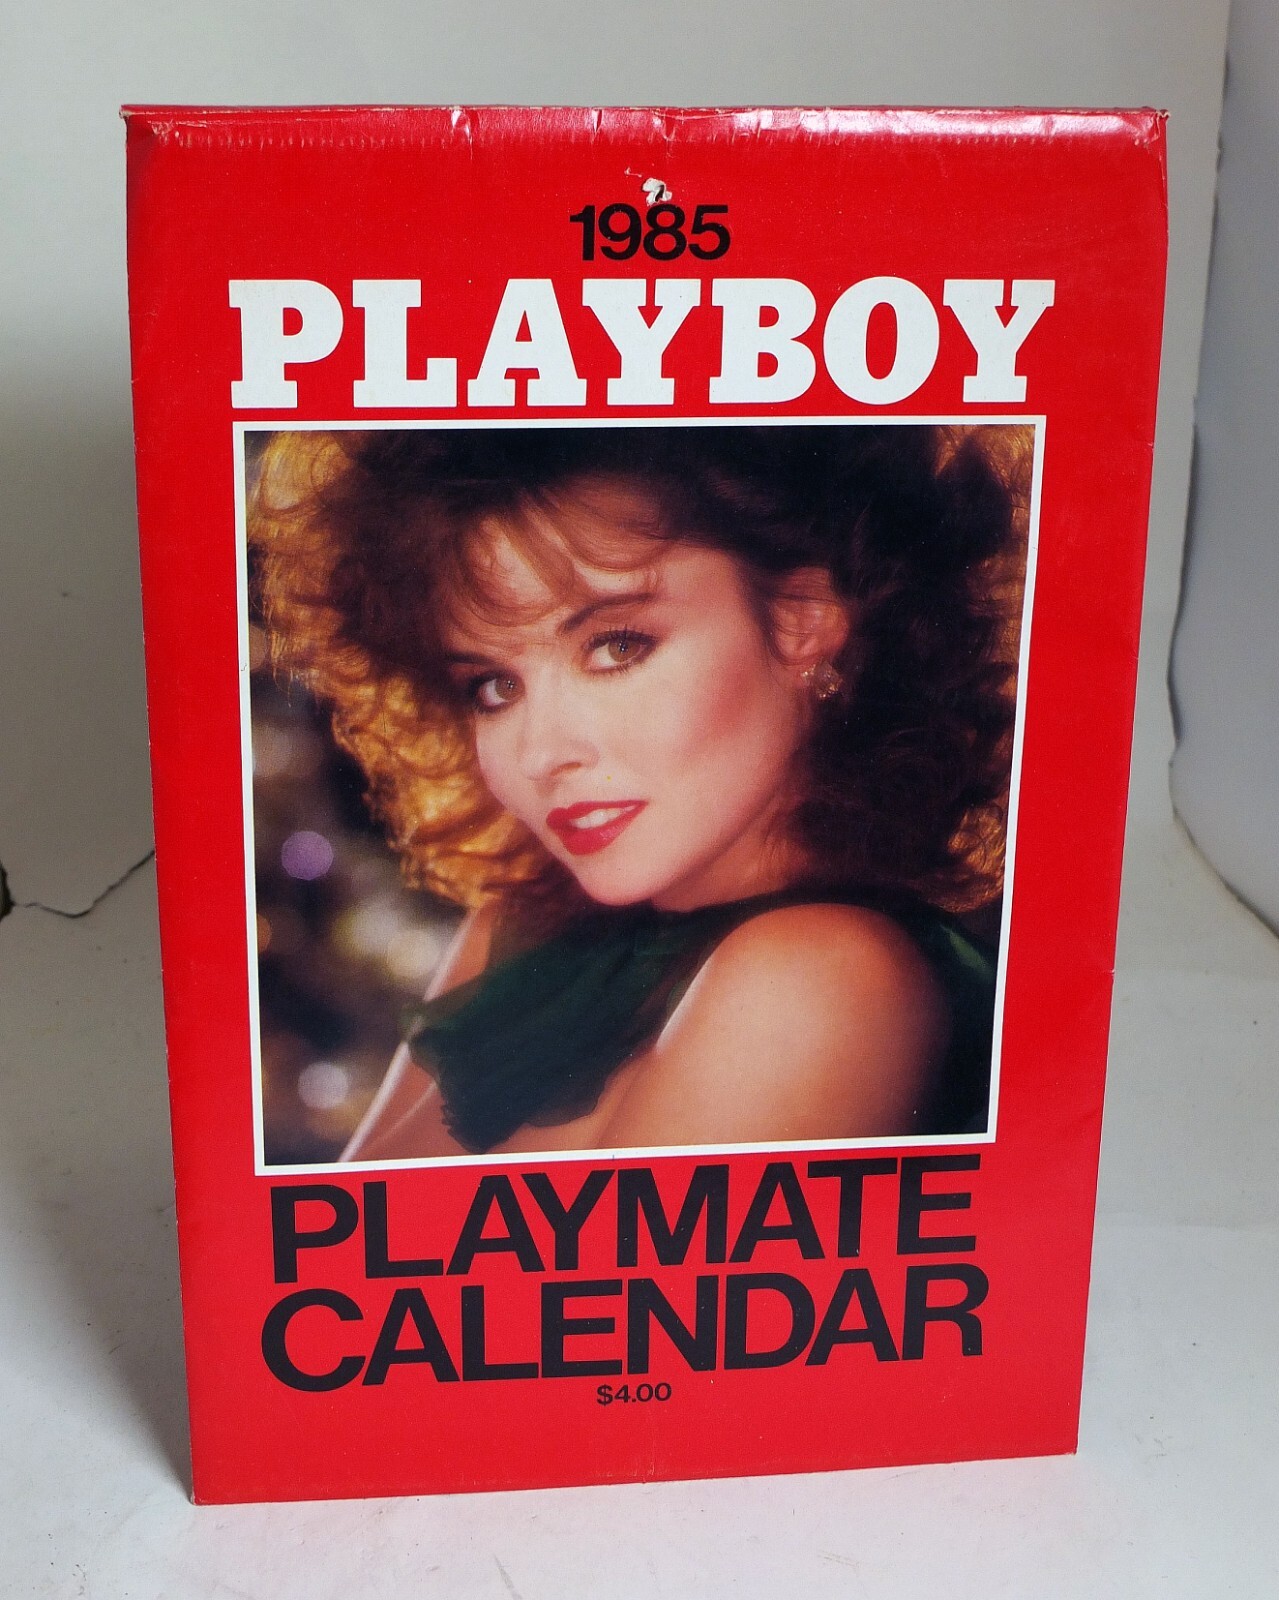 1985
PLAYBOY
PLAYMATE
CALENDAR
$4.00